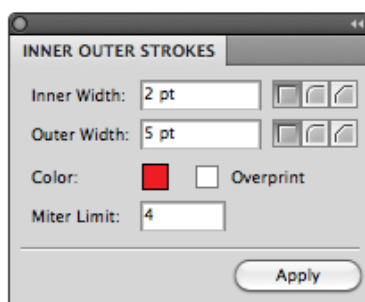 INNER OUTER STROKES
Inner Width: 2 pt
Outer Width: 5 pt
Color: Overprint
Miter Limit: 4
Apply